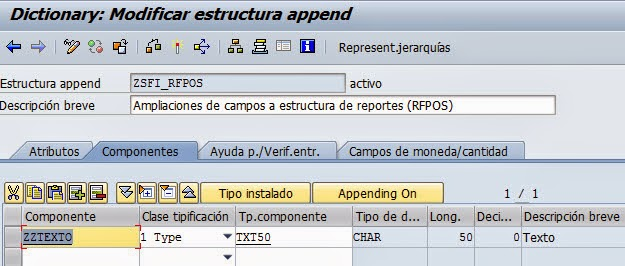 Dictionary: Modificar estructura append
Represent.jerarquías
Estructura append ZSFI_RFPOS activo
Descripción breve Ampliaciones de campos a estructura de reportes (RFPOS)
Atributos Componentes Ayuda p./Verif.entr. Campos de moneda/cantidad
Tipo instalado Appending On 1 / 1
Componente Clase tipificación Tp.componente Tipo de d... Long. Deci... Descripción breve
ZZTEXTO 1 Type TXT50 CHAR 50 0 Texto